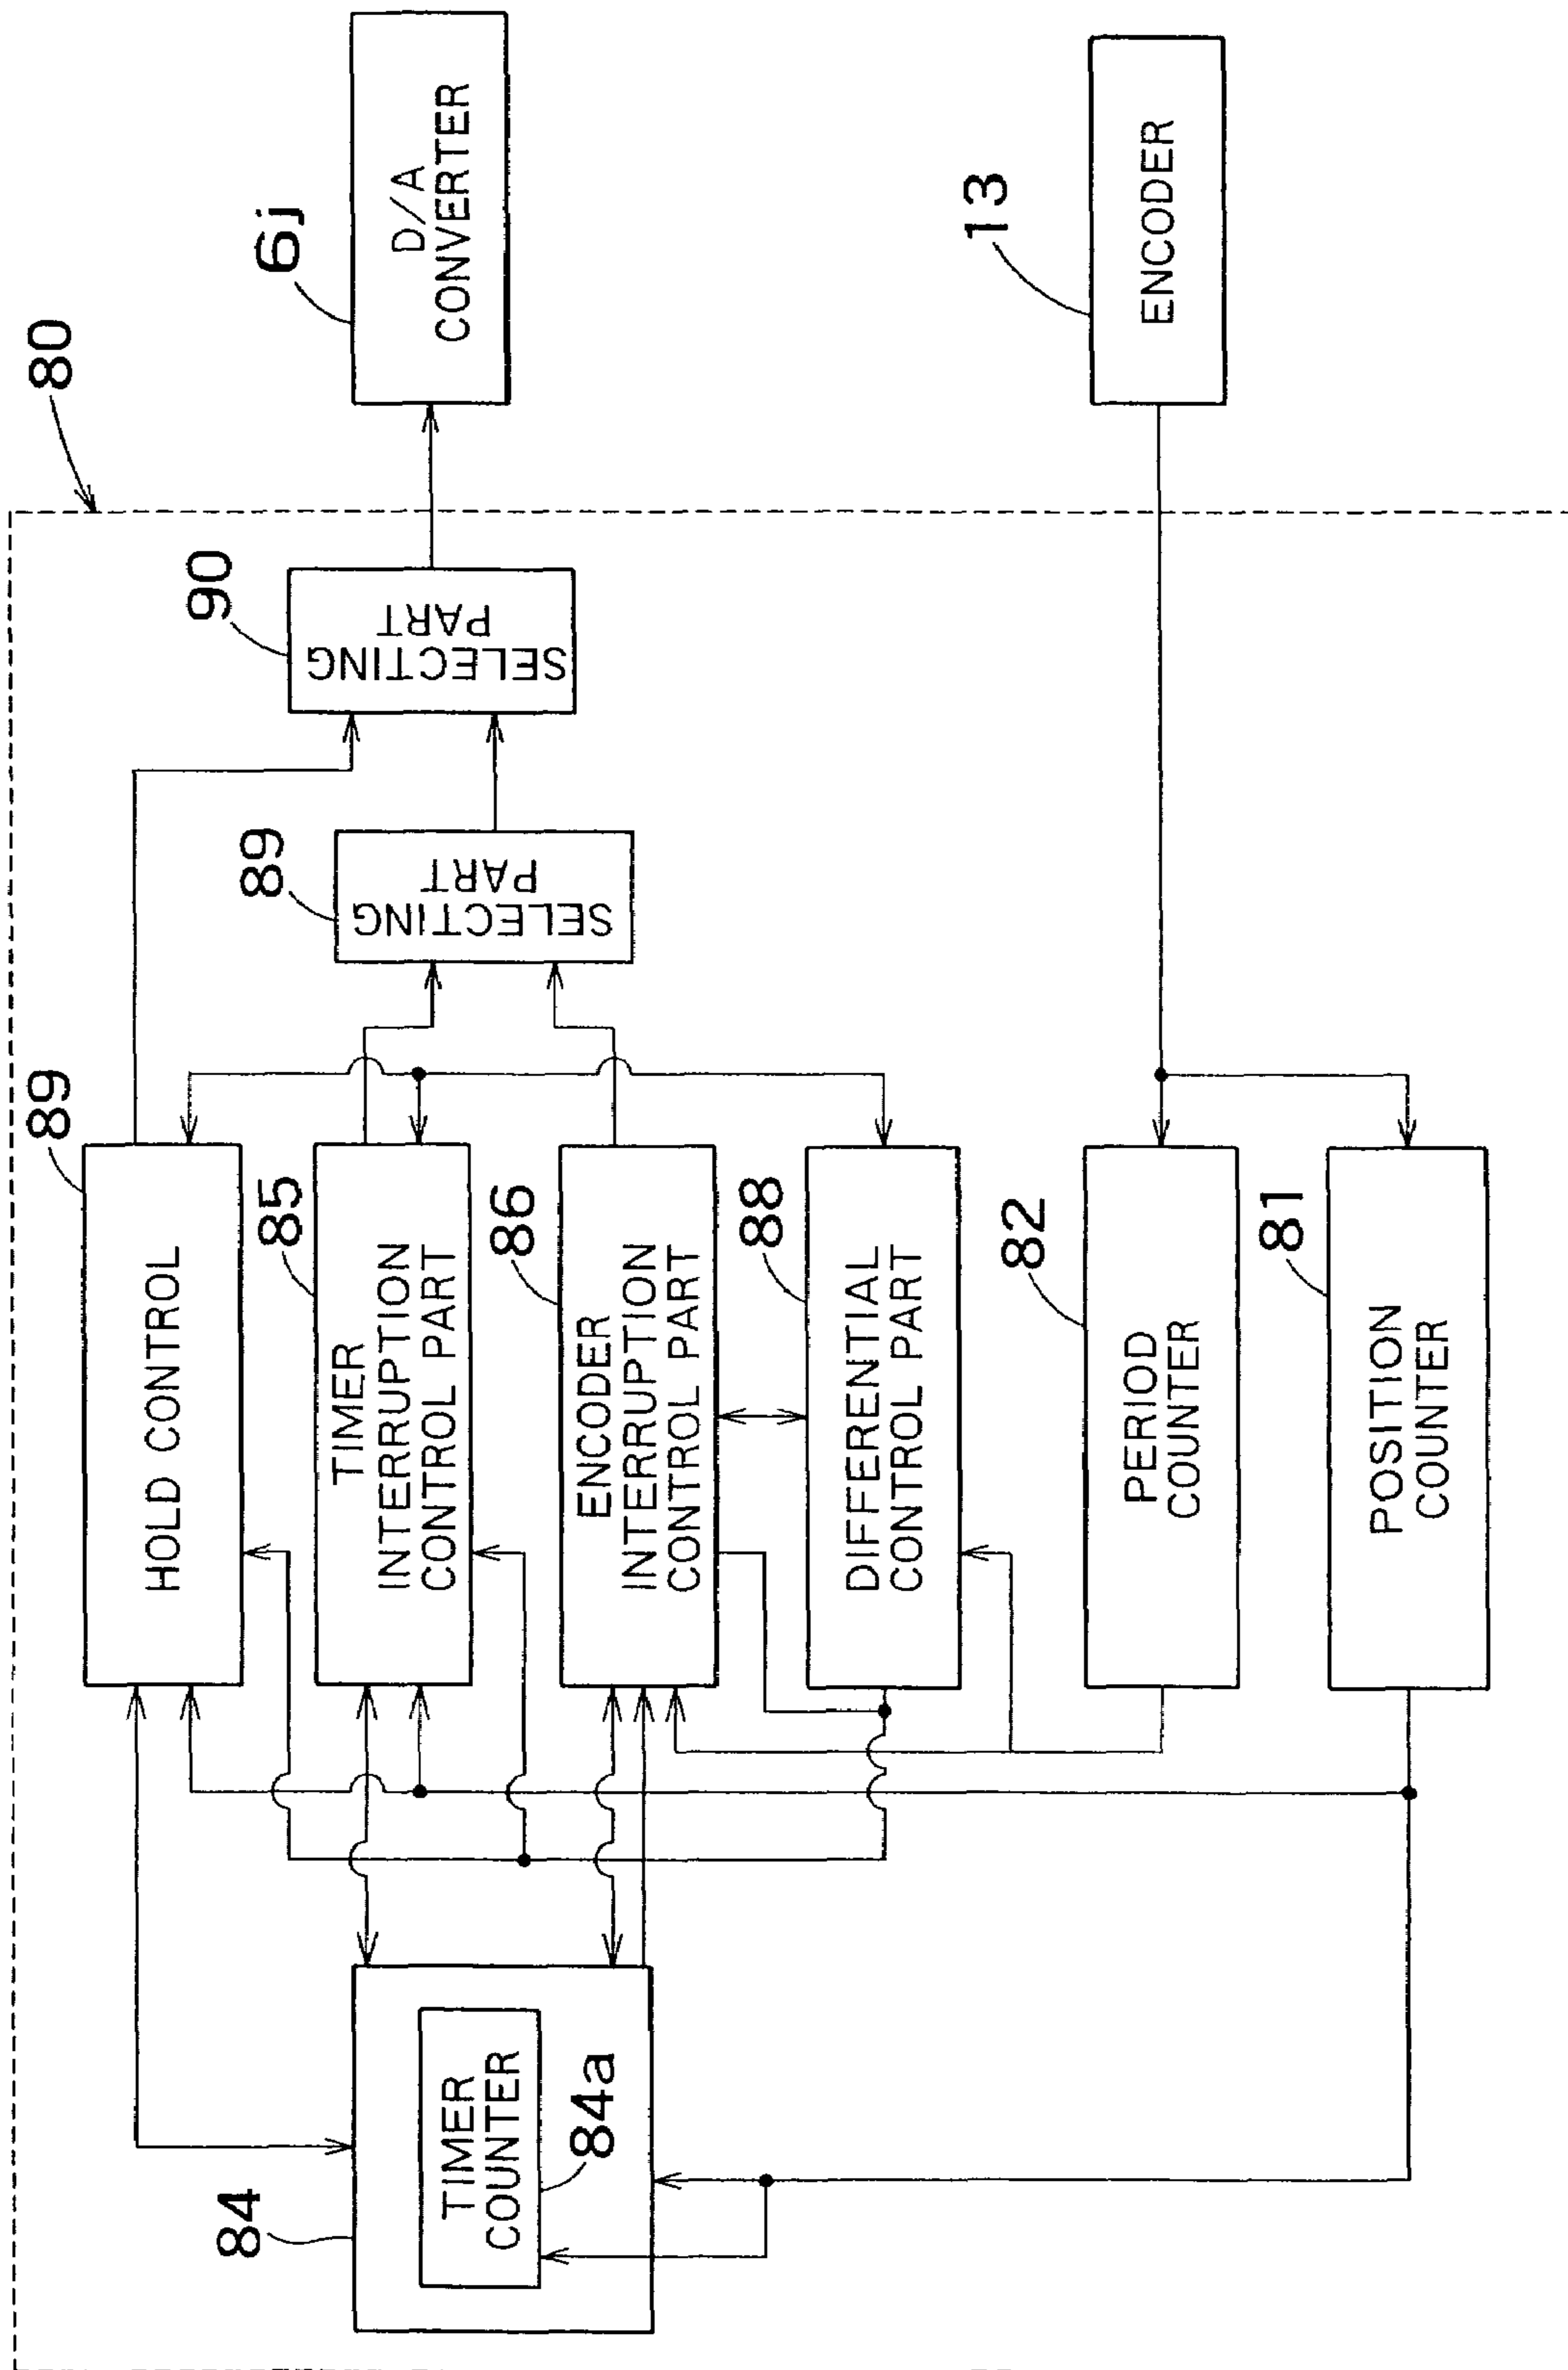 80
84
TIMER
COUNTER
84a
89
HOLD CONTROL
85
TIMER
INTERRUPTION
CONTROL PART
86
ENCODER
INTERRUPTION
CONTROL PART
88
DIFFERENTIAL
CONTROL PART
82
PERIOD
COUNTER
81
POSITION
COUNTER
89
SELECTING
PART
90
SELECTING
PART
6j
D/A
CONVERTER
13
ENCODER